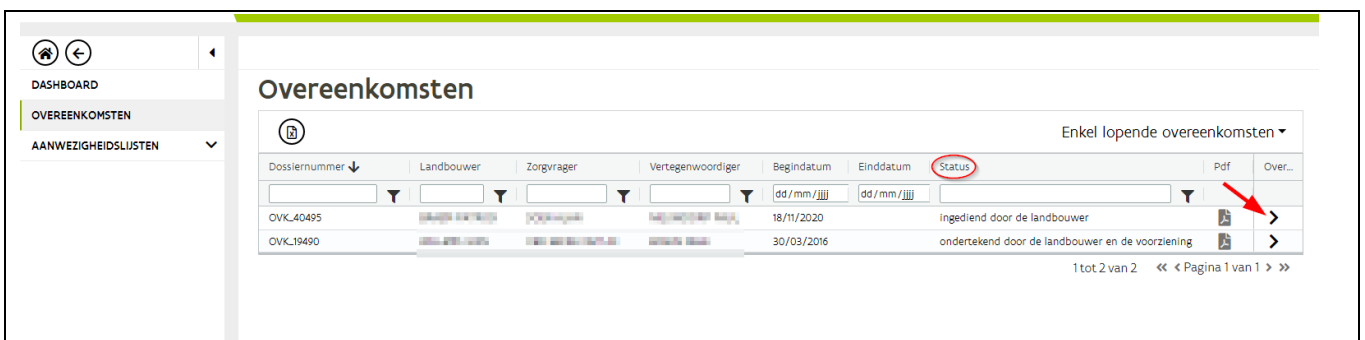 DASHBOARD
OVEREENKOMSTEN
AANWEZIGHEIDSLIJSTEN
Overeenkomsten
Enkel lopende overeenkomsten
Dossiernummer Landbouwer Zorgvrager Vertegenwoordiger Begindatum Einddatum Status Pdf Over...
dd/mm/jjjj dd/mm/jjjj
OVK_40495 18/11/2020 ingediend door de landbouwer
OVK_19490 30/03/2016 ondertekend door de landbouwer en de voorziening
1 tot 2 van 2 Pagina 1 van 1